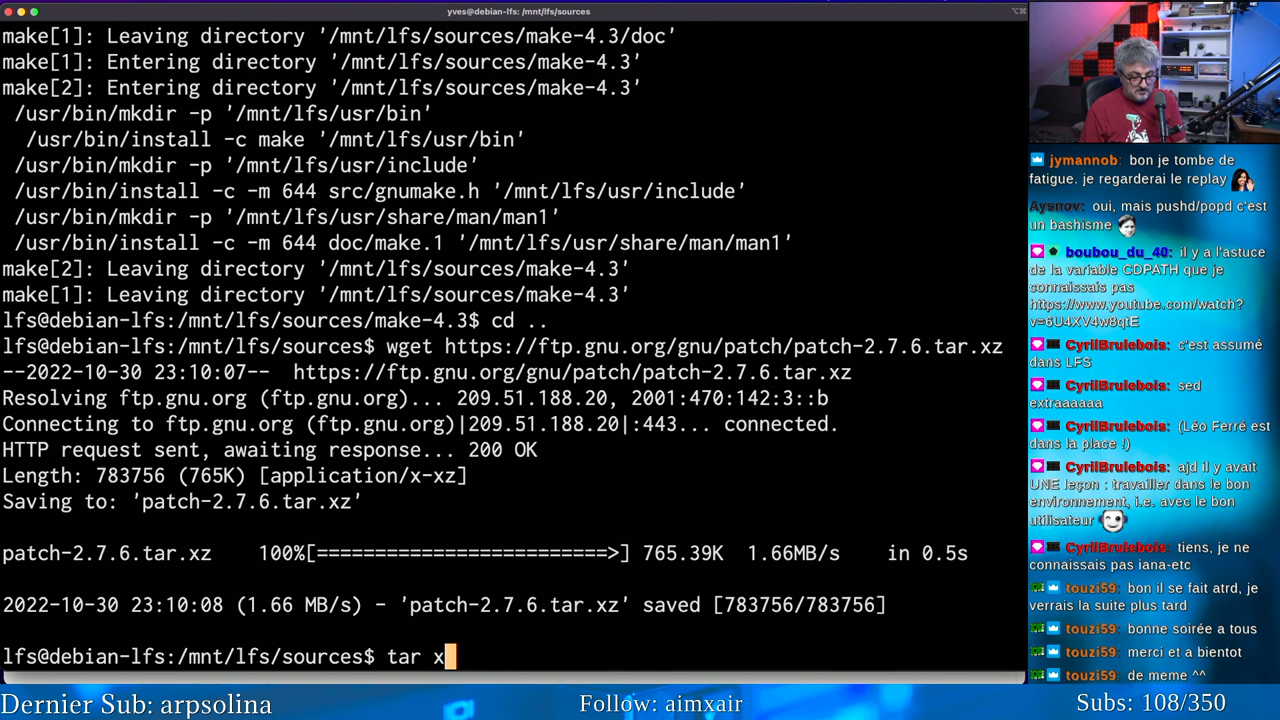 yves@debian-lfs: /mnt/lfs/sources
⌥⌘
make[1]: Leaving directory '/mnt/lfs/sources/make-4.3/doc'
make[1]: Entering directory '/mnt/lfs/sources/make-4.3'
make[2]: Entering directory '/mnt/lfs/sources/make-4.3'
/usr/bin/mkdir -p '/mnt/lfs/usr/bin'
/usr/bin/install -c make '/mnt/lfs/usr/bin'
/usr/bin/mkdir -p '/mnt/lfs/usr/include'
/usr/bin/install -c -m 644 src/gnumake.h '/mnt/lfs/usr/include'
/usr/bin/mkdir -p '/mnt/lfs/usr/share/man/man1'
/usr/bin/install -c -m 644 doc/make.1 '/mnt/lfs/usr/share/man/man1'
make[2]: Leaving directory '/mnt/lfs/sources/make-4.3'
make[1]: Leaving directory '/mnt/lfs/sources/make-4.3'
lfs@debian-lfs:/mnt/lfs/sources/make-4.3$ cd ..
lfs@debian-lfs:/mnt/lfs/sources$ wget https://ftp.gnu.org/gnu/patch/patch-2.7.6.tar.xz
--2022-10-30 23:10:07--  https://ftp.gnu.org/gnu/patch/patch-2.7.6.tar.xz
Resolving ftp.gnu.org (ftp.gnu.org)... 209.51.188.20, 2001:470:142:3::b
Connecting to ftp.gnu.org (ftp.gnu.org)|209.51.188.20|:443... connected.
HTTP request sent, awaiting response... 200 OK
Length: 783756 (765K) [application/x-xz]
Saving to: 'patch-2.7.6.tar.xz'
patch-2.7.6.tar.xz    100%[=========================>] 765.39K  1.66MB/s    in 0.5s
2022-10-30 23:10:08 (1.66 MB/s) - 'patch-2.7.6.tar.xz' saved [783756/783756]
lfs@debian-lfs:/mnt/lfs/sources$ tar x
jymannob: bon je tombe de
fatigue. je regarderai le replay
Aysnov: oui, mais pushd/popd c'est
un bashisme
boubou_du_40: il y a l'astuce
de la variable CDPATH que je
connaissais pas
https://www.youtube.com/watch?
v=6U4XV4w8qtE
CyrilBrulebois: c'est assumé
dans LFS
CyrilBrulebois: sed
extraaaaaa
CyrilBrulebois: (Léo Ferré est
dans la place !)
CyrilBrulebois: ajd il y avait
UNE leçon : travailler dans le bon
environnement, i.e. avec le bon
utilisateur
CyrilBrulebois: tiens, je ne
connaissais pas iana-etc
touzi59: bon il se fait atrd, je
verrais la suite plus tard
touzi59: bonne soirée a tous
touzi59: merci et a bientot
touzi59: de meme ^^
Dernier Sub: arpsolina
Follow: aimxair
Subs: 108/350